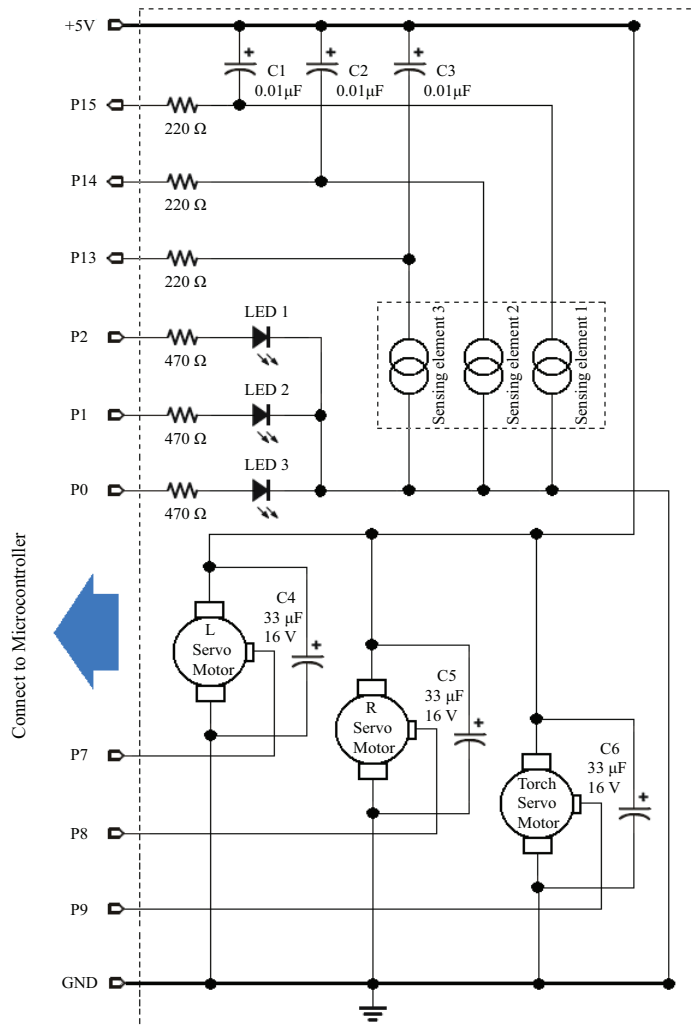 +5V
+
+
+
C1
C2
C3
0.01µF
0.01µF
0.01µF
P15
220 Ω
P14
220 Ω
P13
220 Ω
P2
LED 1
470 Ω
P1
LED 2
470 Ω
P0
LED 3
470 Ω
Sensing element 3
Sensing element 2
Sensing element 1
Connect to Microcontroller
L
Servo
Motor
C4
33 µF
16 V
+
R
Servo
Motor
C5
33 µF
16 V
+
Torch
Servo
Motor
C6
33 µF
16 V
+
P7
P8
P9
GND